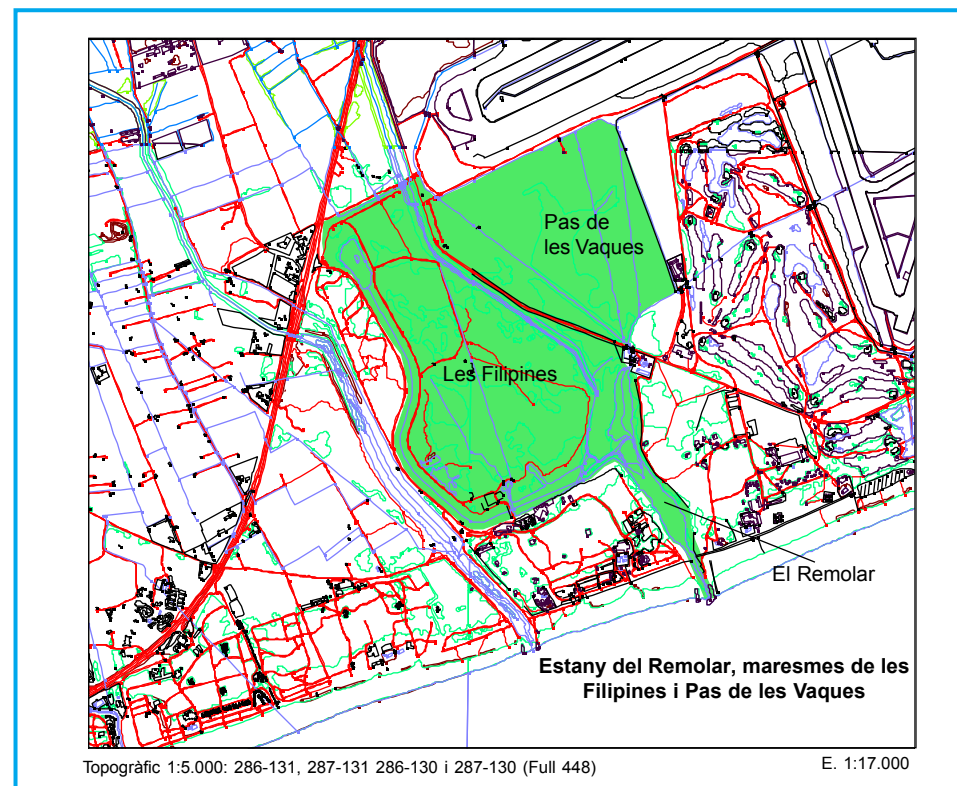 Pas de
les Vaques
Les Filipines
El Remolar
Estany del Remolar, maresmes de les
Filipines i Pas de les Vaques
Topogràfic 1:5.000: 286-131, 287-131 286-130 i 287-130 (Full 448)
E. 1:17.000